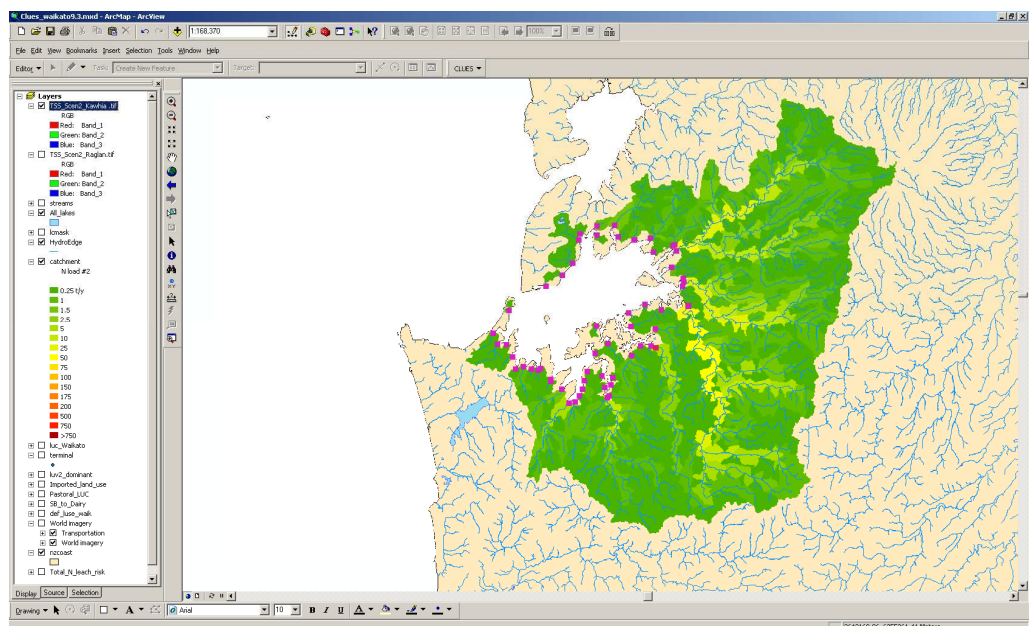 Clues_waikato9.3.mxd - ArcMap - ArcView
1:168,370
100%
File Edit View Bookmarks Insert Selection Tools Window Help
Editor Task: Create New Feature Target: CLUES
Layers
TSS_Scen2_Kawhia .tif
RGB
Red: Band_1
Green: Band_2
Blue: Band_3
TSS_Scen2_Raglan.tif
RGB
Red: Band_1
Green: Band_2
Blue: Band_3
streams
All_lakes
lcmask
HydroEdge
catchment
N load #2
0.25 t/y
1
1.5
2.5
5
10
25
50
75
100
150
175
200
500
750
>750
luc_Waikato
terminal
luv2_dominant
Imported_land_use
Pastoral_LUC
SB_to_Dairy
def_luse_waik
World imagery
Transportation
World imagery
nzcoast
Total_N_leach_risk
Display Source Selection
Drawing A Arial 10 B I U A